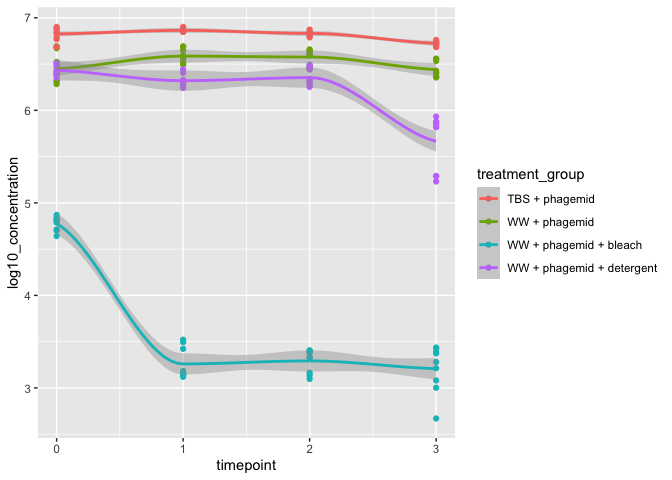 7
6
5
4
3
log10_concentration
0 1 2 3
timepoint
treatment_group
TBS + phagemid
WW + phagemid
WW + phagemid + bleach
WW + phagemid + detergent